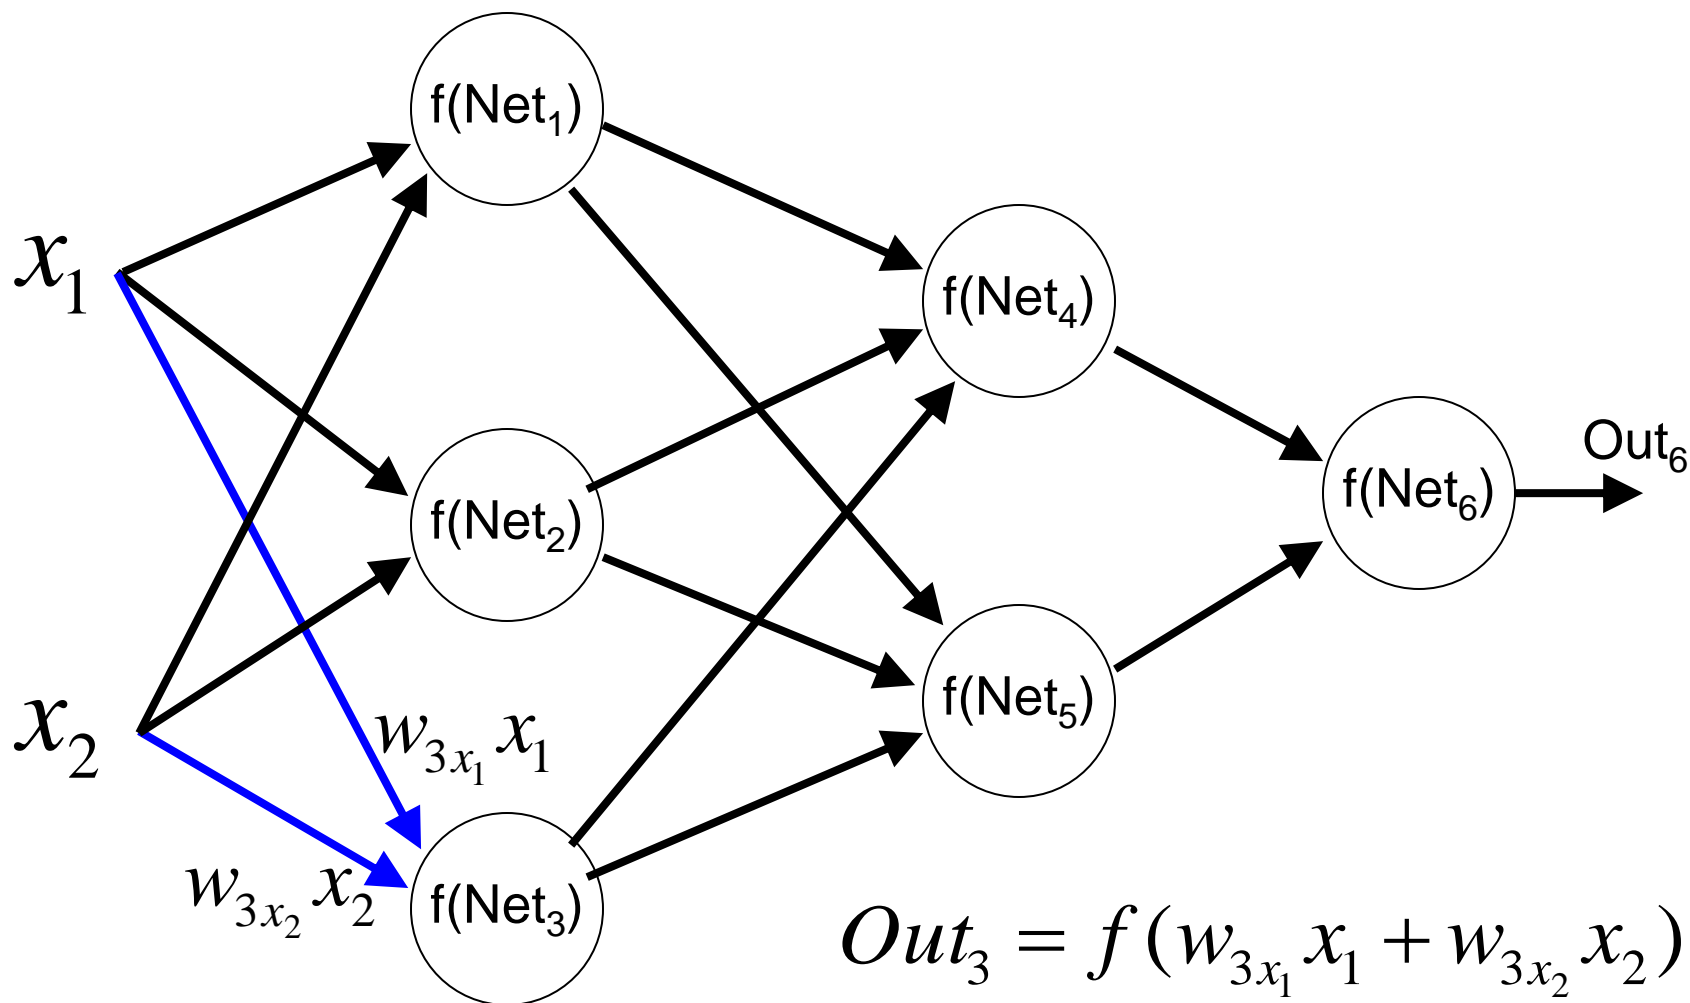 f(Net₁)
x₁
f(Net₄)
Out₆
f(Net₆)
f(Net₂)
f(Net₅)
x₂
w₃ₓ₁ x₁
w₃ₓ₂ x₂
f(Net₃)
Out₃ = f(w₃ₓ₁ x₁ + w₃ₓ₂ x₂)